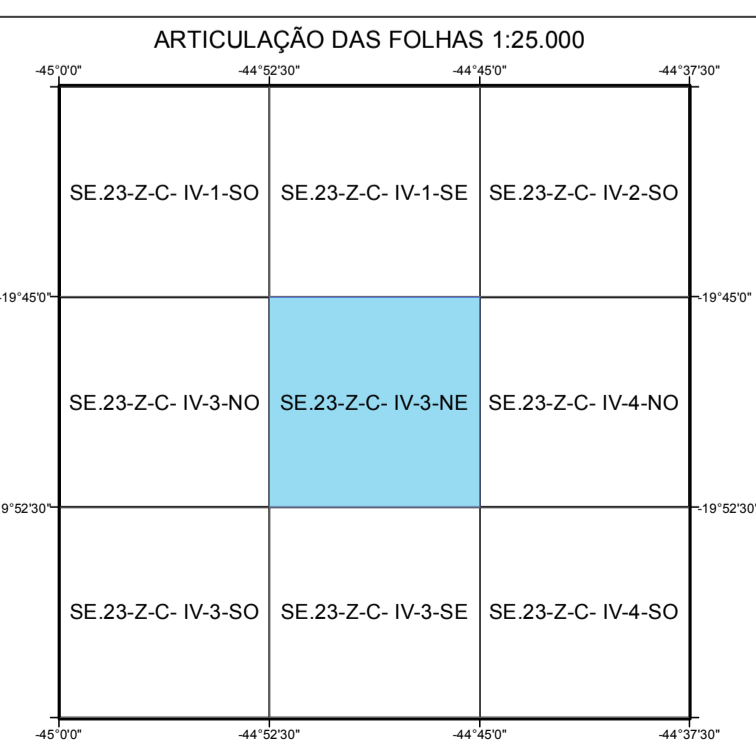 ARTICULAÇÃO DAS FOLHAS 1:25.000
-45°0'0" -44°52'30" -44°45'0" -44°37'30"
SE.23-Z-C- IV-1-SO SE.23-Z-C- IV-1-SE SE.23-Z-C- IV-2-SO
-19°45'0" -19°45'0"
SE.23-Z-C- IV-3-NO SE.23-Z-C- IV-3-NE SE.23-Z-C- IV-4-NO
9°52'30" -19°52'30"
SE.23-Z-C- IV-3-SO SE.23-Z-C- IV-3-SE SE.23-Z-C- IV-4-SO
-45°0'0" -44°52'30" -44°45'0" -44°37'30"